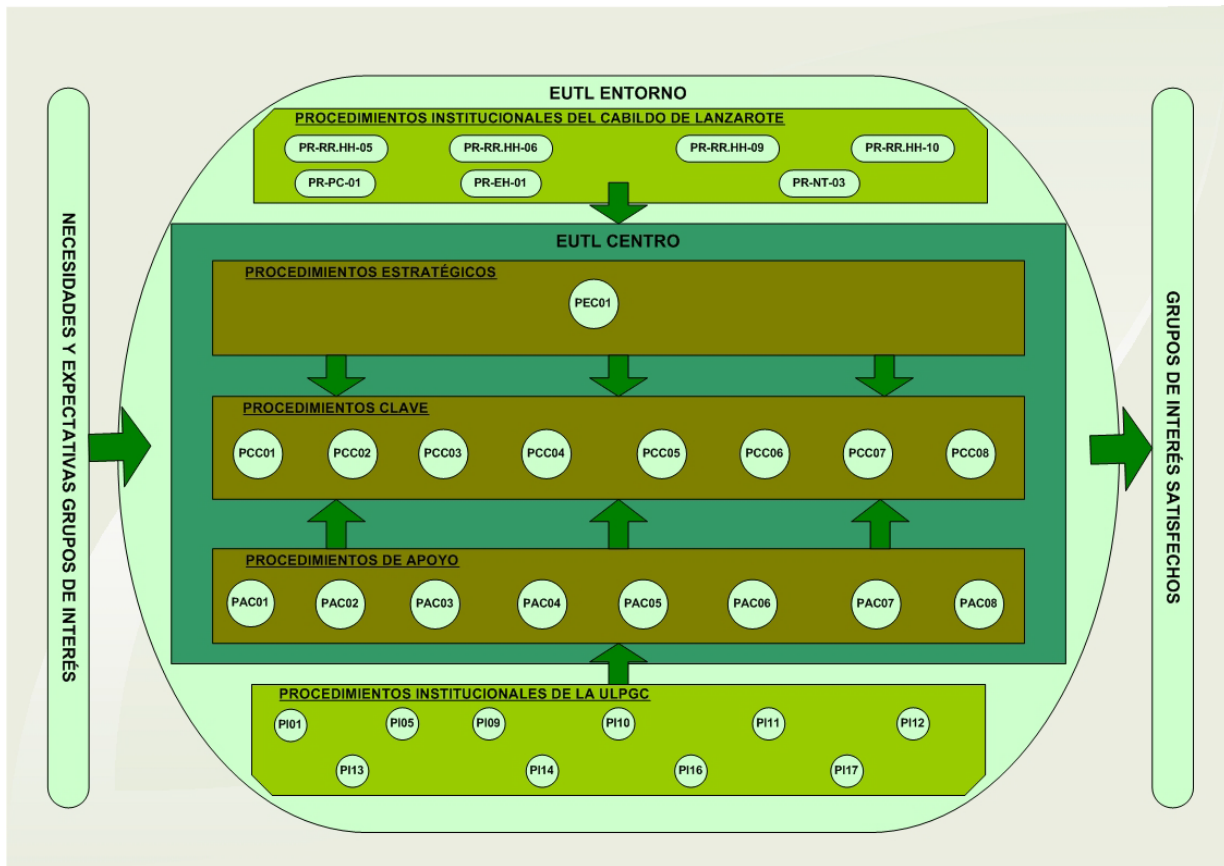 NECESIDADES Y EXPECTATIVAS GRUPOS DE INTERÉS
EUTL ENTORNO
PROCEDIMIENTOS INSTITUCIONALES DEL CABILDO DE LANZAROTE
PR-RR.HH-05
PR-RR.HH-06
PR-RR.HH-09
PR-RR.HH-10
PR-PC-01
PR-EH-01
PR-NT-03
EUTL CENTRO
PROCEDIMIENTOS ESTRATÉGICOS
PEC01
PROCEDIMIENTOS CLAVE
PCC01
PCC02
PCC03
PCC04
PCC05
PCC06
PCC07
PCC08
PROCEDIMIENTOS DE APOYO
PAC01
PAC02
PAC03
PAC04
PAC05
PAC06
PAC07
PAC08
PROCEDIMIENTOS INSTITUCIONALES DE LA ULPGC
PI01
PI05
PI09
PI10
PI11
PI12
PI13
PI14
PI16
PI17
GRUPOS DE INTERÉS SATISFECHOS